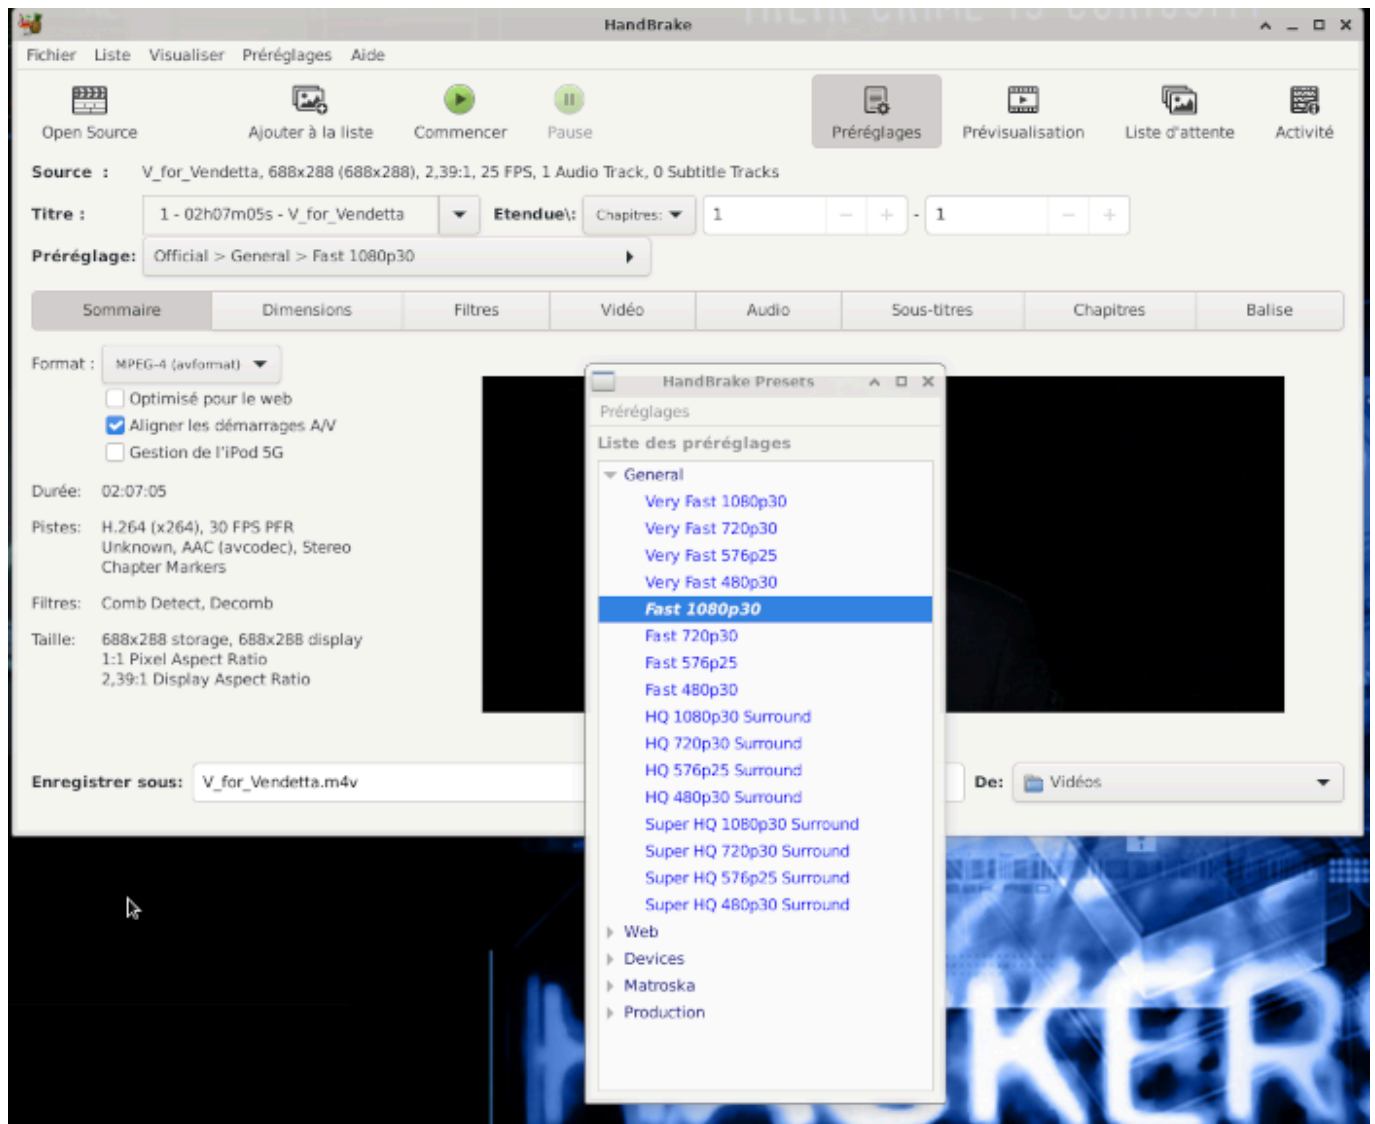 HandBrake
Fichier Liste Visualiser Préréglages Aide
Open Source Ajouter à la liste Commencer Pause Préréglages Prévisualisation Liste d'attente Activité
Source : V_for_Vendetta, 688x288 (688x288), 2,39:1, 25 FPS, 1 Audio Track, 0 Subtitle Tracks
Titre : 1 - 02h07m05s - V_for_Vendetta Etendue\: Chapitres: 1 - + - 1 - +
Préréglage: Official > General > Fast 1080p30
Sommaire Dimensions Filtres Vidéo Audio Sous-titres Chapitres Balise
Format : MPEG-4 (avformat)
Optimisé pour le web
Aligner les démarrages A/V
Gestion de l'iPod 5G
Durée: 02:07:05
Pistes: H.264 (x264), 30 FPS PFR
Unknown, AAC (avcodec), Stereo
Chapter Markers
Filtres: Comb Detect, Decomb
Taille: 688x288 storage, 688x288 display
1:1 Pixel Aspect Ratio
2,39:1 Display Aspect Ratio
Enregistrer sous: V_for_Vendetta.m4v De: Vidéos
HandBrake Presets
Préréglages
Liste des préréglages
General
Very Fast 1080p30
Very Fast 720p30
Very Fast 576p25
Very Fast 480p30
Fast 1080p30
Fast 720p30
Fast 576p25
Fast 480p30
HQ 1080p30 Surround
HQ 720p30 Surround
HQ 576p25 Surround
HQ 480p30 Surround
Super HQ 1080p30 Surround
Super HQ 720p30 Surround
Super HQ 576p25 Surround
Super HQ 480p30 Surround
Web
Devices
Matroska
Production